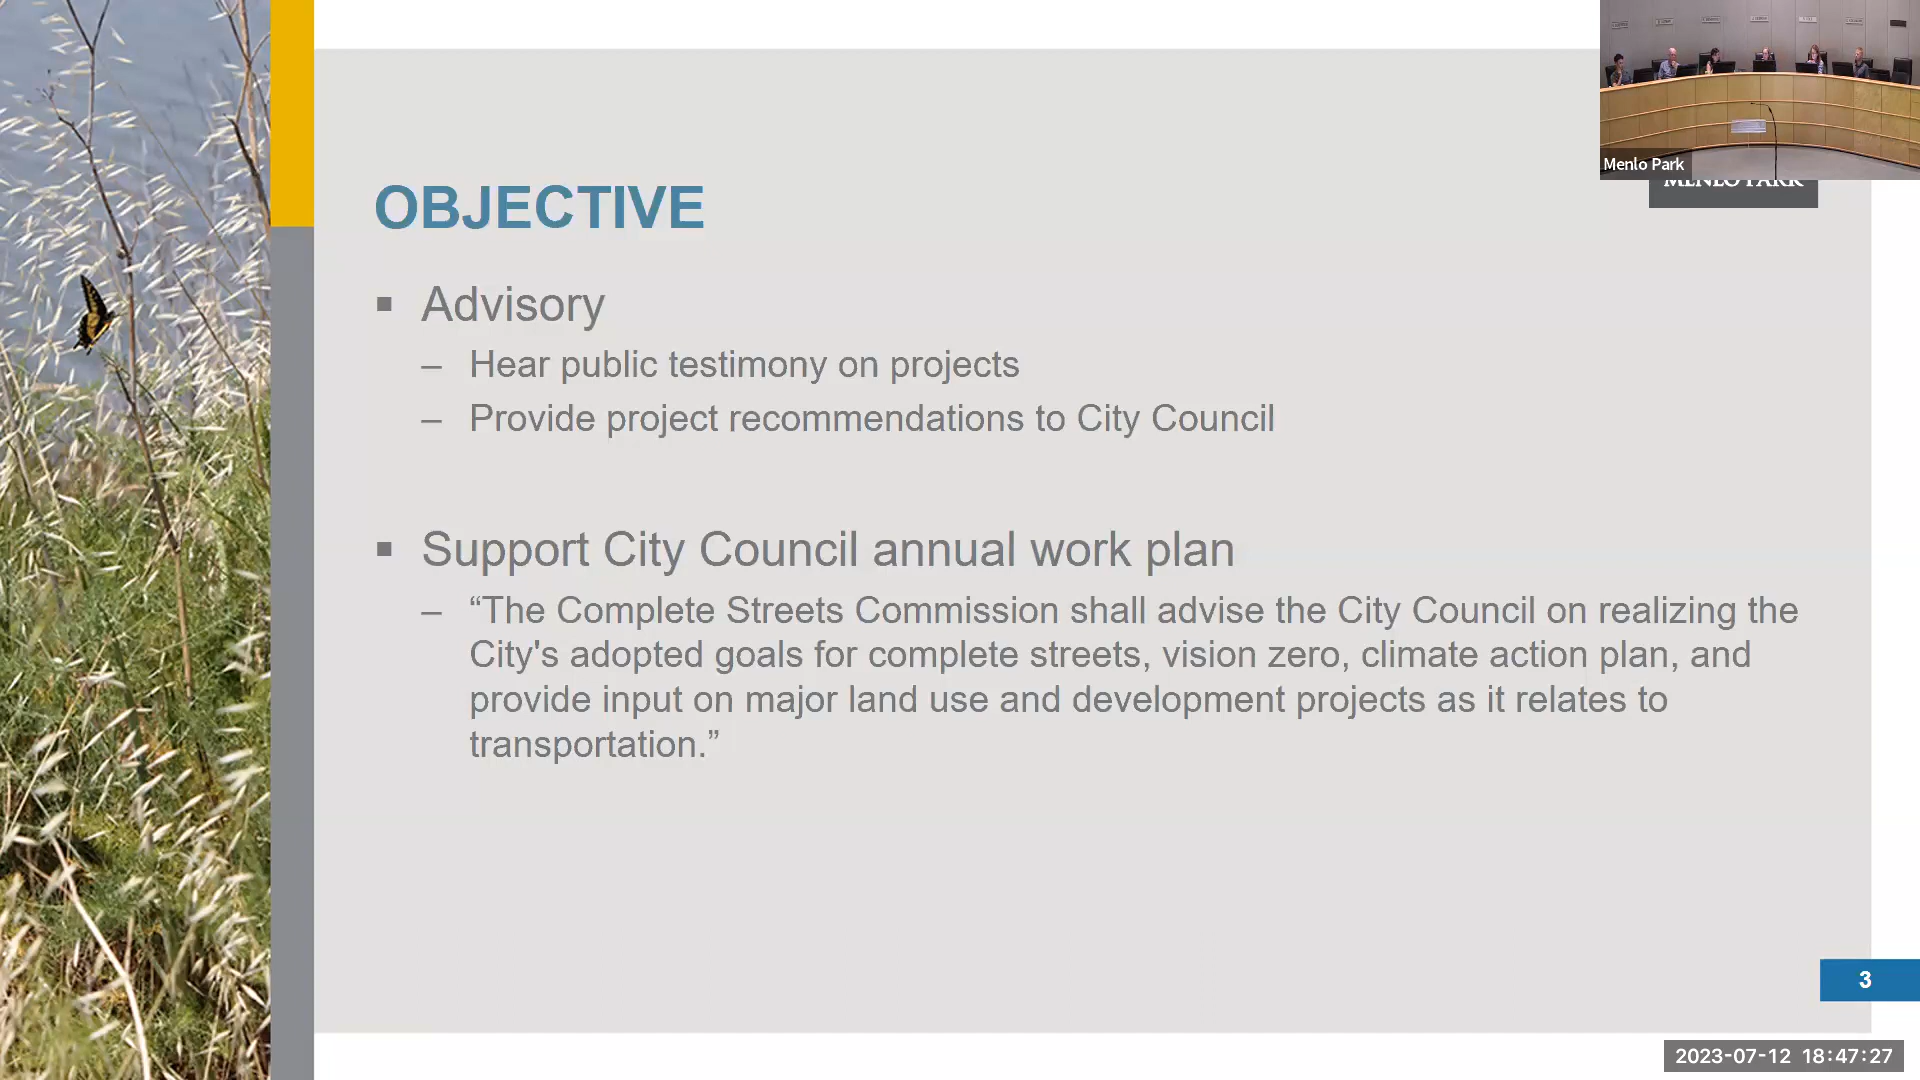 Menlo Park
MENLO PARK
OBJECTIVE
▪ Advisory
– Hear public testimony on projects
– Provide project recommendations to City Council
▪ Support City Council annual work plan
– “The Complete Streets Commission shall advise the City Council on realizing the
City's adopted goals for complete streets, vision zero, climate action plan, and
provide input on major land use and development projects as it relates to
transportation.”
3
2023-07-12 18:47:27